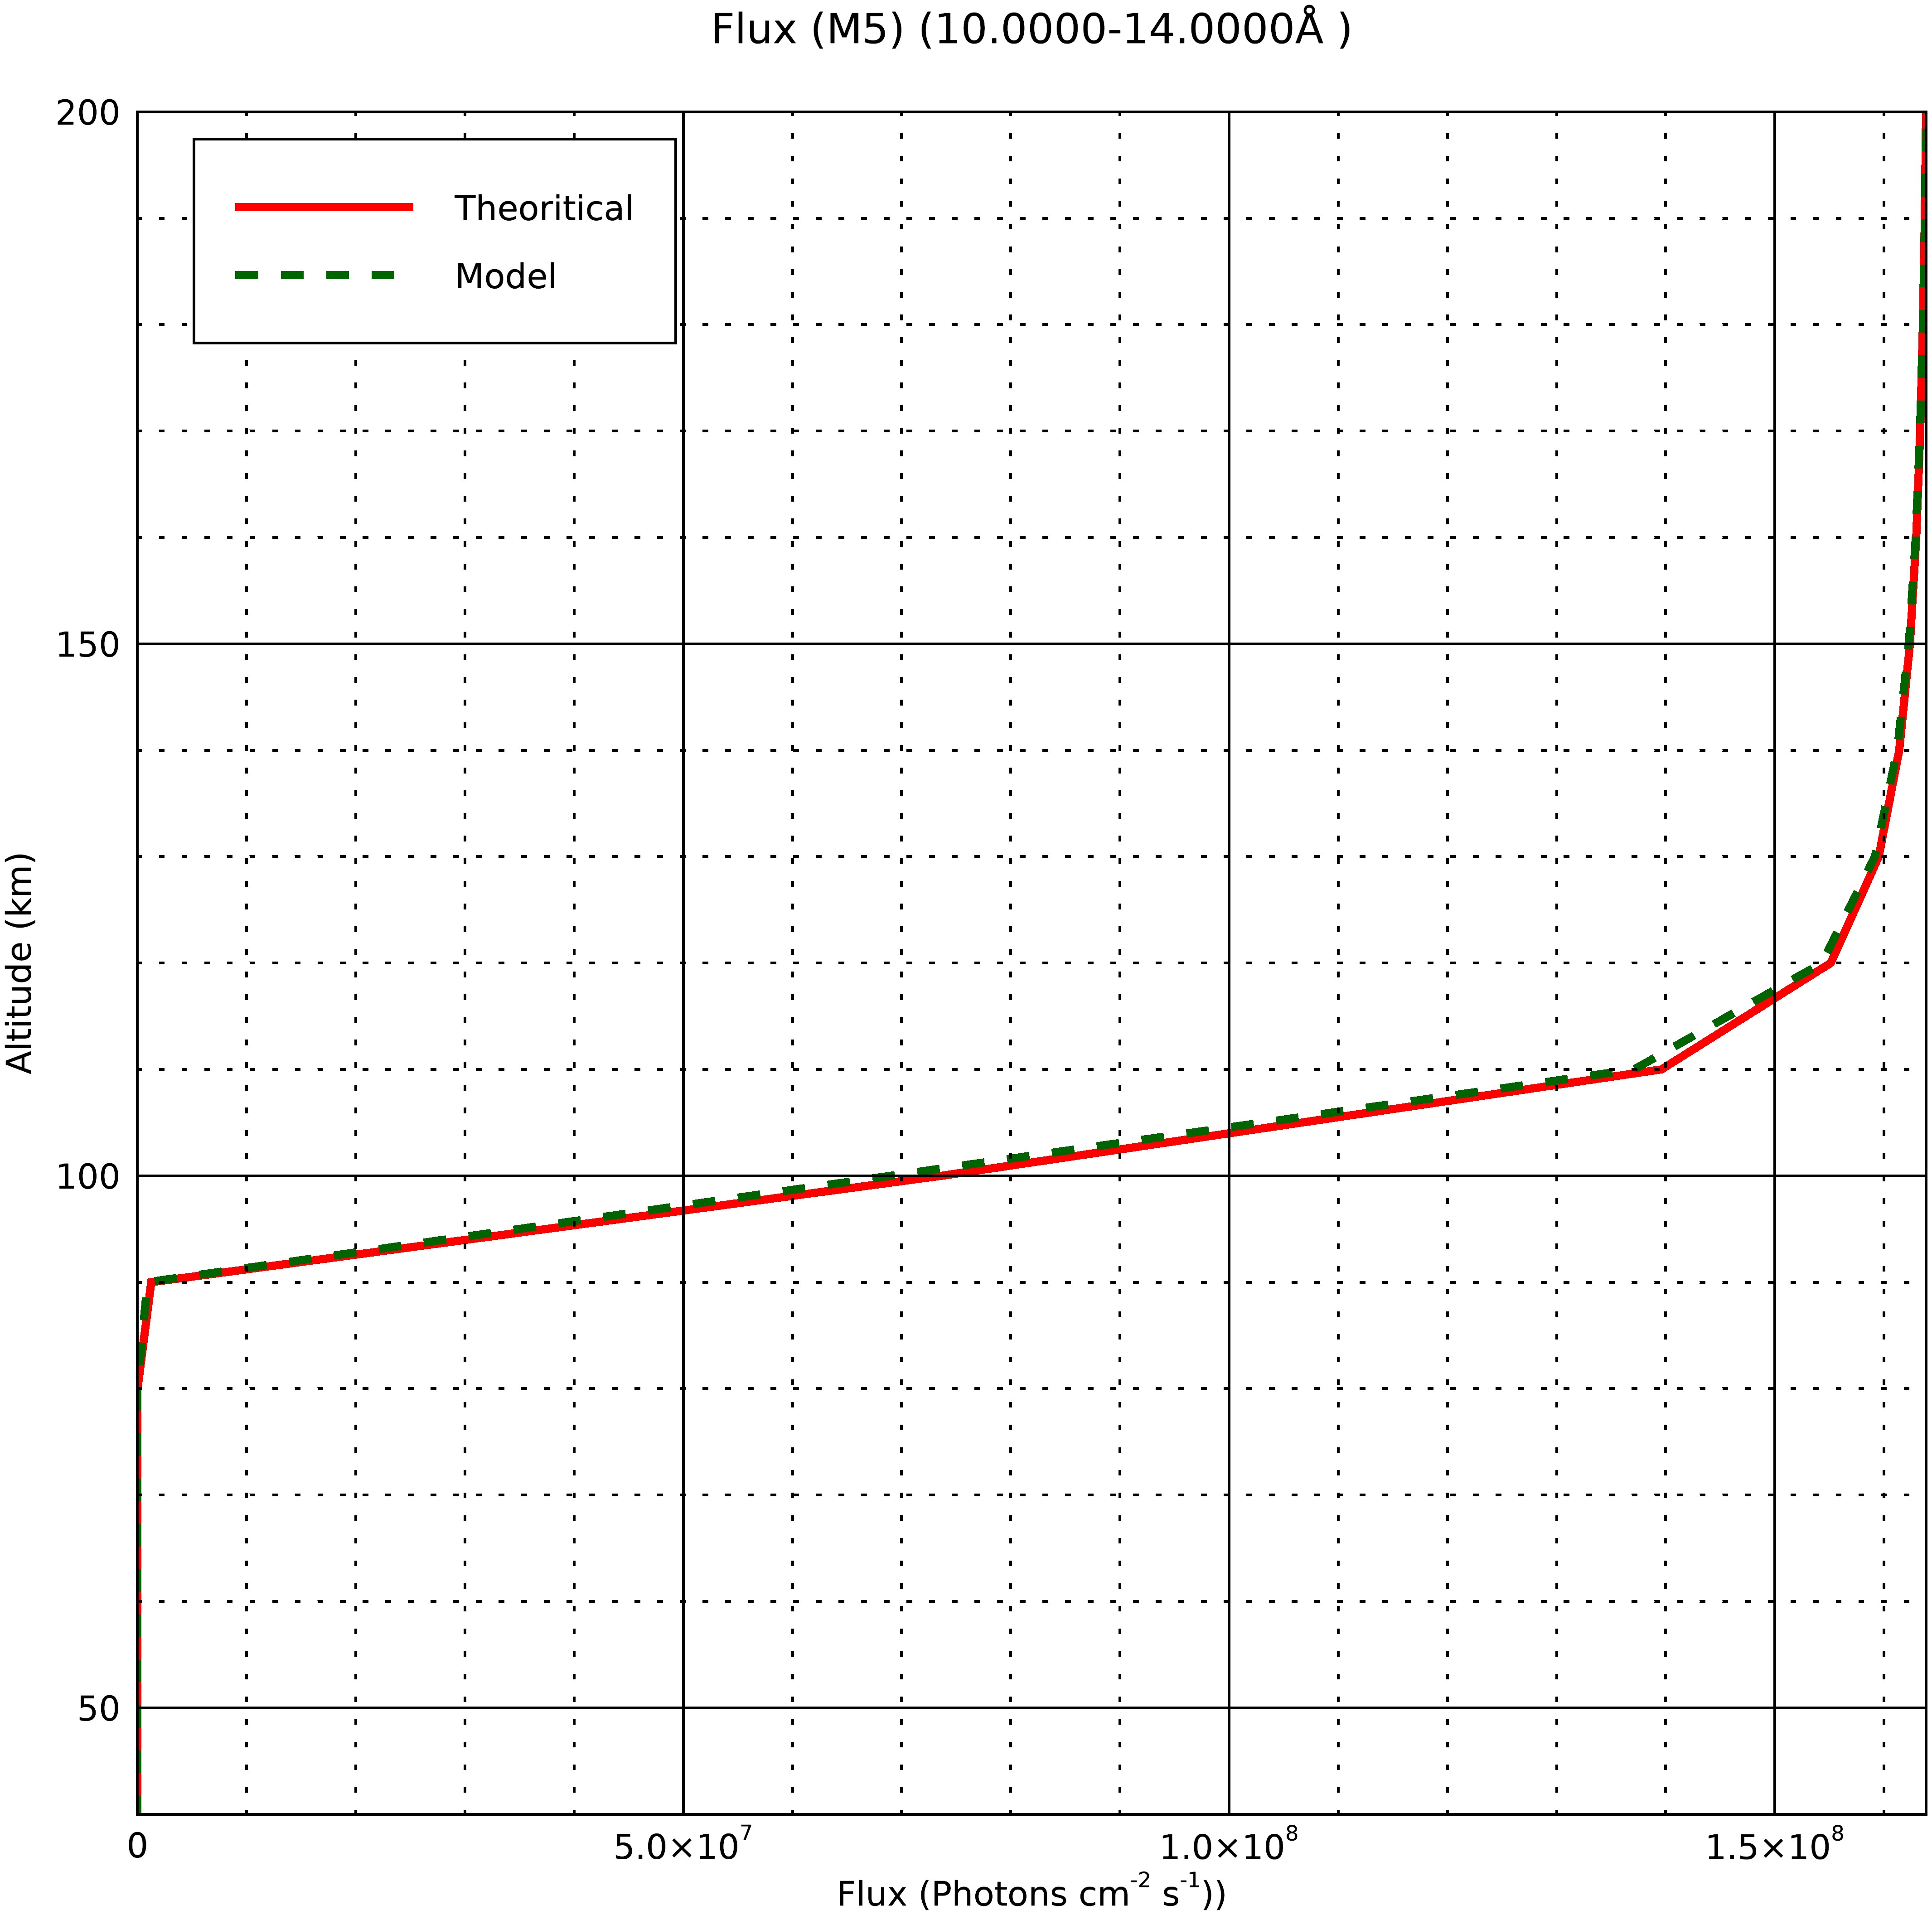 Flux (M5) (10.0000-14.0000Å )
200
Theoritical
Model
150
100
50
Altitude (km)
0 5.0×10⁷ 1.0×10⁸ 1.5×10⁸
Flux (Photons cm⁻² s⁻¹))